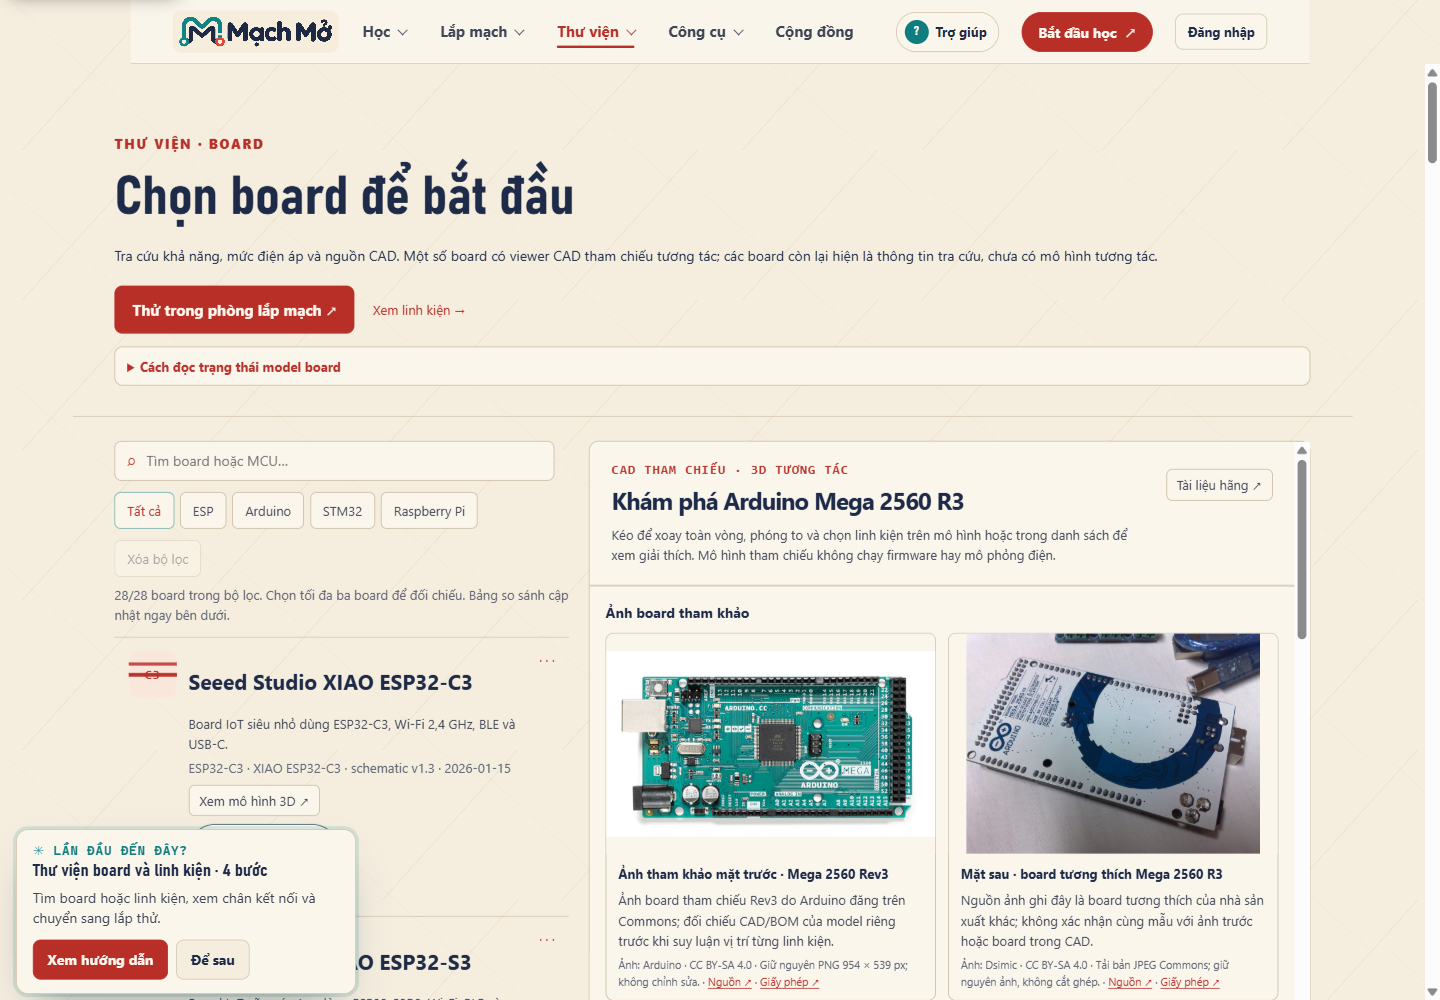 Mạch Mở
Học
Lắp mạch
Thư viện
Công cụ
Cộng đồng
? Trợ giúp
Bắt đầu học ↗
Đăng nhập
THƯ VIỆN · BOARD
Chọn board để bắt đầu
Tra cứu khả năng, mức điện áp và nguồn CAD. Một số board có viewer CAD tham chiếu tương tác; các board còn lại hiện là thông tin tra cứu, chưa có mô hình tương tác.
Thử trong phòng lắp mạch ↗
Xem linh kiện →
▶ Cách đọc trạng thái model board
Tìm board hoặc MCU...
Tất cả
ESP
Arduino
STM32
Raspberry Pi
Xóa bộ lọc
28/28 board trong bộ lọc. Chọn tối đa ba board để đối chiếu. Bảng so sánh cập
nhật ngay bên dưới.
C3
...
Seeed Studio XIAO ESP32-C3
Board IoT siêu nhỏ dùng ESP32-C3, Wi-Fi 2,4 GHz, BLE và
USB-C.
ESP32-C3 · XIAO ESP32-C3 · schematic v1.3 · 2026-01-15
Xem mô hình 3D ↗
...
O ESP32-S3
✳ LẦN ĐẦU ĐẾN ĐÂY?
Thư viện board và linh kiện · 4 bước
Tìm board hoặc linh kiện, xem chân kết nối và
chuyển sang lắp thử.
Xem hướng dẫn
Để sau
CAD THAM CHIẾU · 3D TƯƠNG TÁC
Khám phá Arduino Mega 2560 R3
Tài liệu hãng ↗
Kéo để xoay toàn vòng, phóng to và chọn linh kiện trên mô hình hoặc trong danh sách để
xem giải thích. Mô hình tham chiếu không chạy firmware hay mô phỏng điện.
Ảnh board tham khảo
ARDUINO.CC
MEGA
ARDUINO
ARDUINO
Ảnh tham khảo mặt trước · Mega 2560 Rev3
Ảnh board tham chiếu Rev3 do Arduino đăng trên
Commons; đối chiếu CAD/BOM của model riêng
trước khi suy luận vị trí từng linh kiện.
Ảnh: Arduino · CC BY-SA 4.0 · Giữ nguyên PNG 954 × 539 px;
không chỉnh sửa. · Nguồn ↗ · Giấy phép ↗
Mặt sau · board tương thích Mega 2560 R3
Nguồn ảnh ghi đây là board tương thích của nhà sản
xuất khác; không xác nhận cùng mẫu với ảnh trước
hoặc board trong CAD.
Ảnh: Dsimic · CC BY-SA 4.0 · Tải bản JPEG Commons; giữ
nguyên ảnh, không cắt ghép. · Nguồn ↗ · Giấy phép ↗